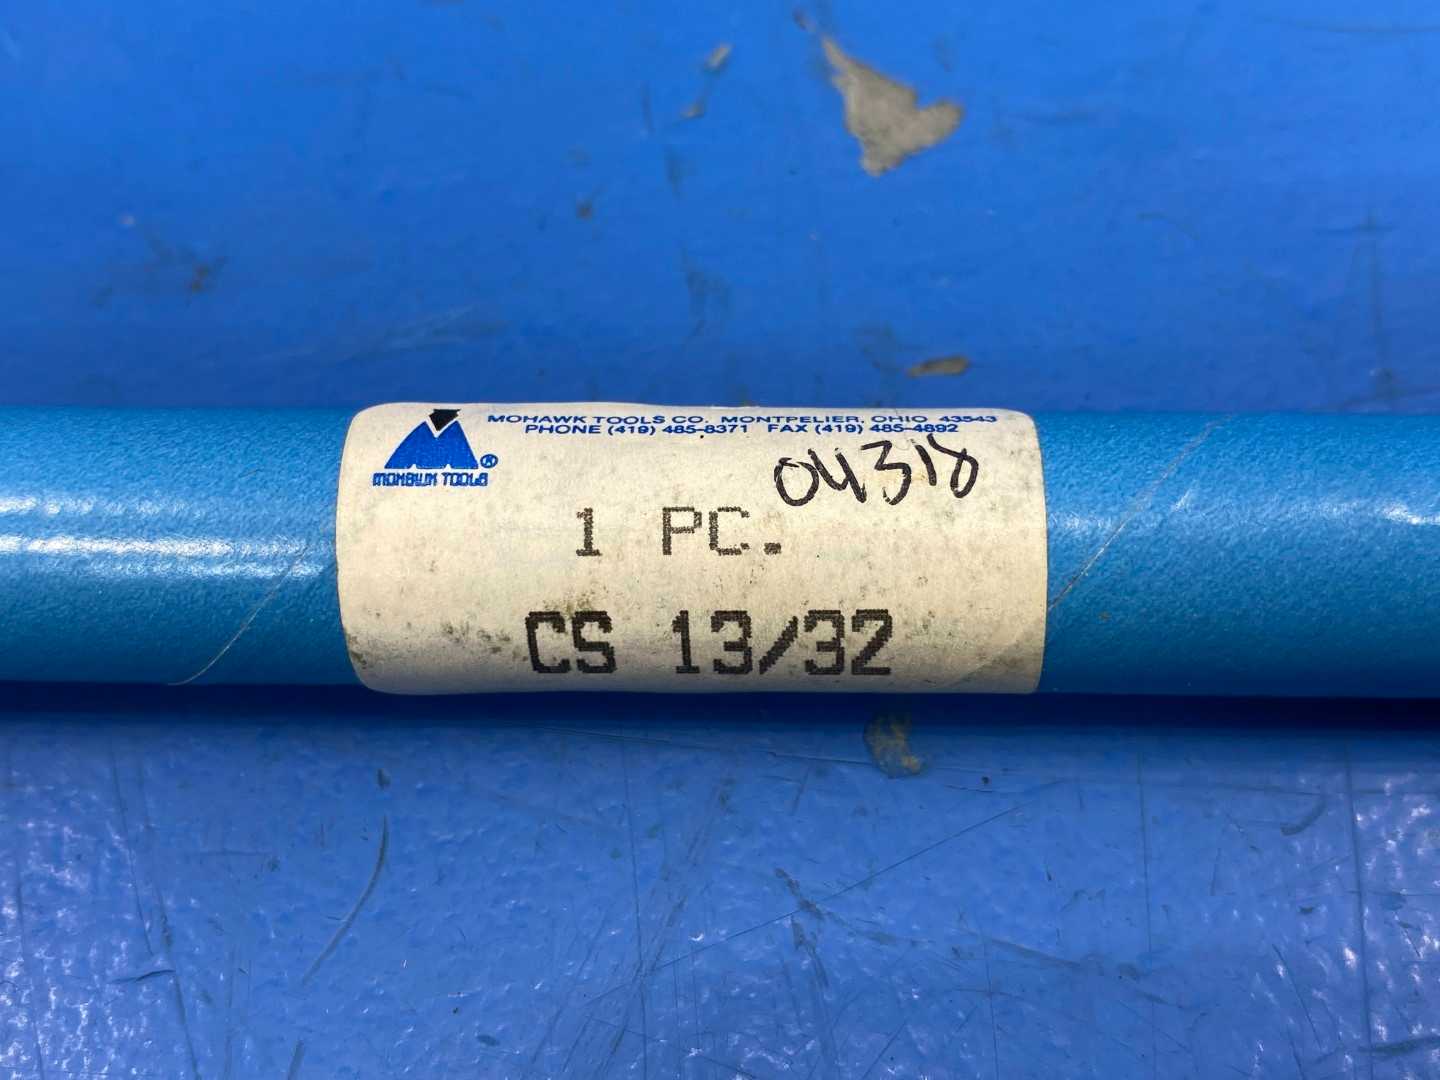 MOHAWK TOOLS CO. MONTPELIER, OHIO 43543
PHONE (419) 485-8371 FAX (419) 485-4892
MOHAWK TOOLS®
04318
1 PC.
CS 13/32